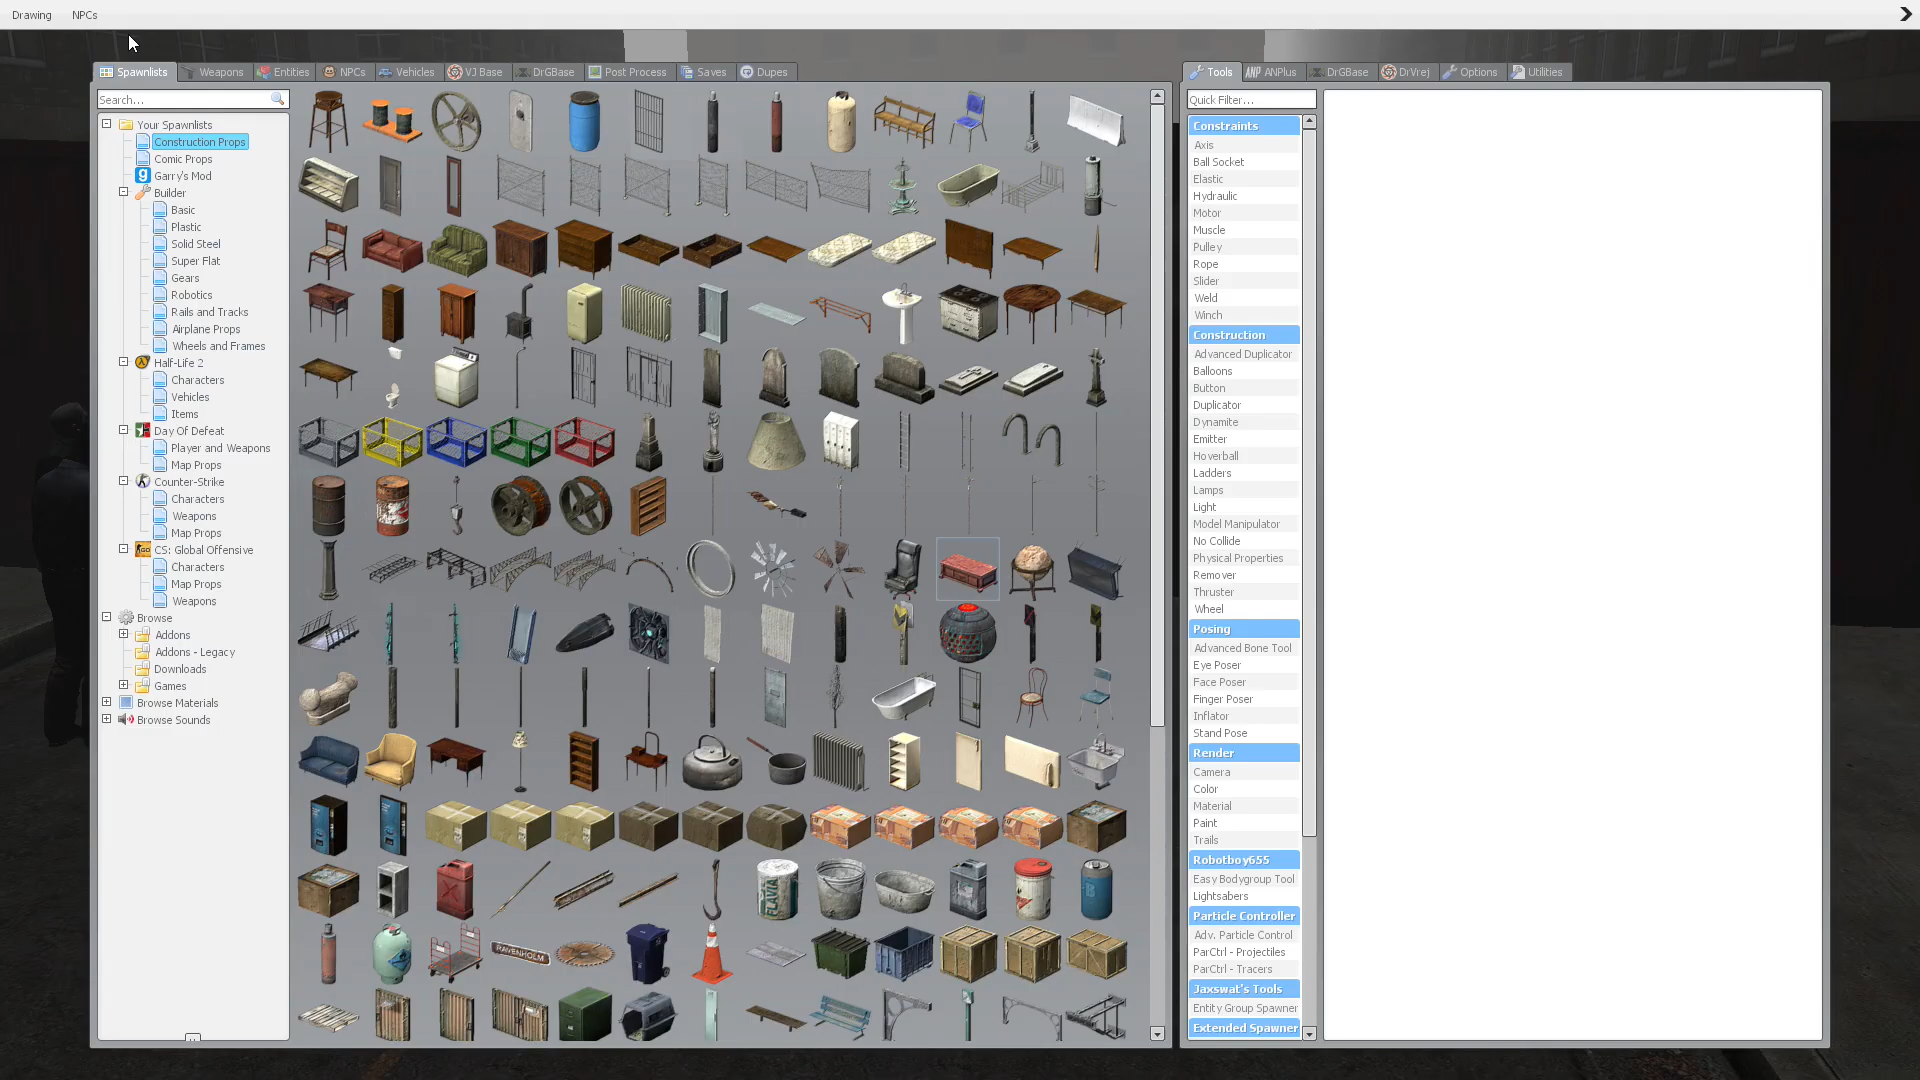 Drawing NPCs
Spawnlists Weapons Entities NPCs Vehicles VJ Base DrGBase Post Process Saves Dupes
Tools ANPlus DrGBase DrVrej Options Utilities
Search...
Your Spawnlists
Construction Props
Comic Props
Garry's Mod
Builder
Basic
Plastic
Solid Steel
Super Flat
Gears
Robotics
Rails and Tracks
Airplane Props
Wheels and Frames
Half-Life 2
Characters
Vehicles
Items
Day Of Defeat
Player and Weapons
Map Props
Counter-Strike
Characters
Weapons
Map Props
CS: Global Offensive
Characters
Map Props
Weapons
Browse
Addons
Addons - Legacy
Downloads
Games
Browse Materials
Browse Sounds
FLAVIA
RAVENHOLM
Quick Filter...
Constraints
Axis
Ball Socket
Elastic
Hydraulic
Motor
Muscle
Pulley
Rope
Slider
Weld
Winch
Construction
Advanced Duplicator
Balloons
Button
Duplicator
Dynamite
Emitter
Hoverball
Ladders
Lamps
Light
Model Manipulator
No Collide
Physical Properties
Remover
Thruster
Wheel
Posing
Advanced Bone Tool
Eye Poser
Face Poser
Finger Poser
Inflator
Stand Pose
Render
Camera
Color
Material
Paint
Trails
Robotboy655
Easy Bodygroup Tool
Lightsabers
Particle Controller
Adv. Particle Control
ParCtrl - Projectiles
ParCtrl - Tracers
Jaxswat's Tools
Entity Group Spawner
Extended Spawner